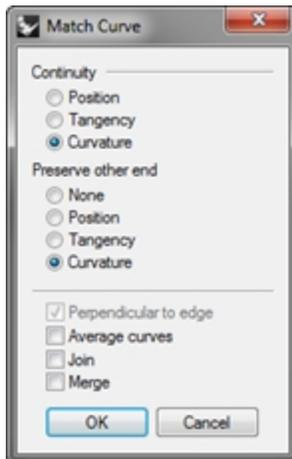 Match Curve
Continuity
Position
Tangency
Curvature
Preserve other end
None
Position
Tangency
Curvature
Perpendicular to edge
Average curves
Join
Merge
OK Cancel